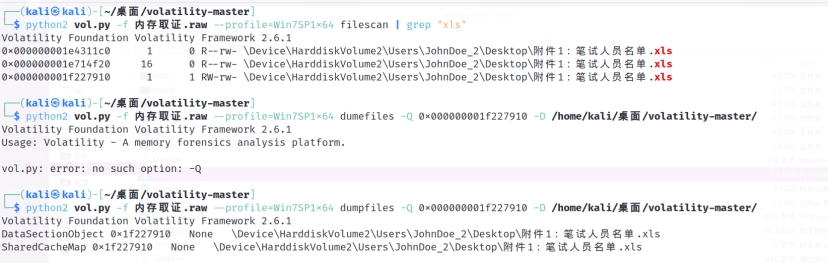 (kali㉿kali)-[~/桌面/volatility-master]
$ python2 vol.py -f 内存取证.raw --profile=Win7SP1×64 filescan | grep "xls"
Volatility Foundation Volatility Framework 2.6.1
0×000000001e4311c0 1 0 R--rw- \Device\HarddiskVolume2\Users\JohnDoe_2\Desktop\附件1：笔试人员名单.xls
0×000000001e714f20 16 0 R--rw- \Device\HarddiskVolume2\Users\JohnDoe_2\Desktop\附件1：笔试人员名单.xls
0×000000001f227910 1 1 RW-rw- \Device\HarddiskVolume2\Users\JohnDoe_2\Desktop\附件1：笔试人员名单.xls
(kali㉿kali)-[~/桌面/volatility-master]
$ python2 vol.py -f 内存取证.raw --profile=Win7SP1×64 dumefiles -Q 0×000000001f227910 -D /home/kali/桌面/volatility-master/
Volatility Foundation Volatility Framework 2.6.1
Usage: Volatility - A memory forensics analysis platform.
vol.py: error: no such option: -Q
(kali㉿kali)-[~/桌面/volatility-master]
$ python2 vol.py -f 内存取证.raw --profile=Win7SP1×64 dumpfiles -Q 0×000000001f227910 -D /home/kali/桌面/volatility-master/
Volatility Foundation Volatility Framework 2.6.1
DataSectionObject 0×1f227910 None \Device\HarddiskVolume2\Users\JohnDoe_2\Desktop\附件1：笔试人员名单.xls
SharedCacheMap 0×1f227910 None \Device\HarddiskVolume2\Users\JohnDoe_2\Desktop\附件1：笔试人员名单.xls